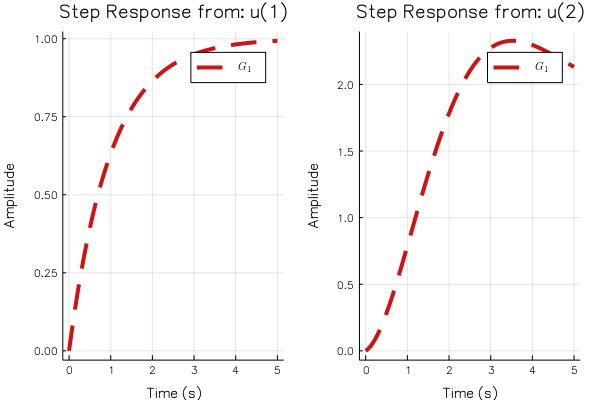 Step Response from: u(1)
Amplitude
1.00
0.75
0.50
0.25
0.00
G₁
0 1 2 3 4 5
Time (s)
Step Response from: u(2)
Amplitude
2.0
1.5
1.0
0.5
0.0
G₁
0 1 2 3 4 5
Time (s)